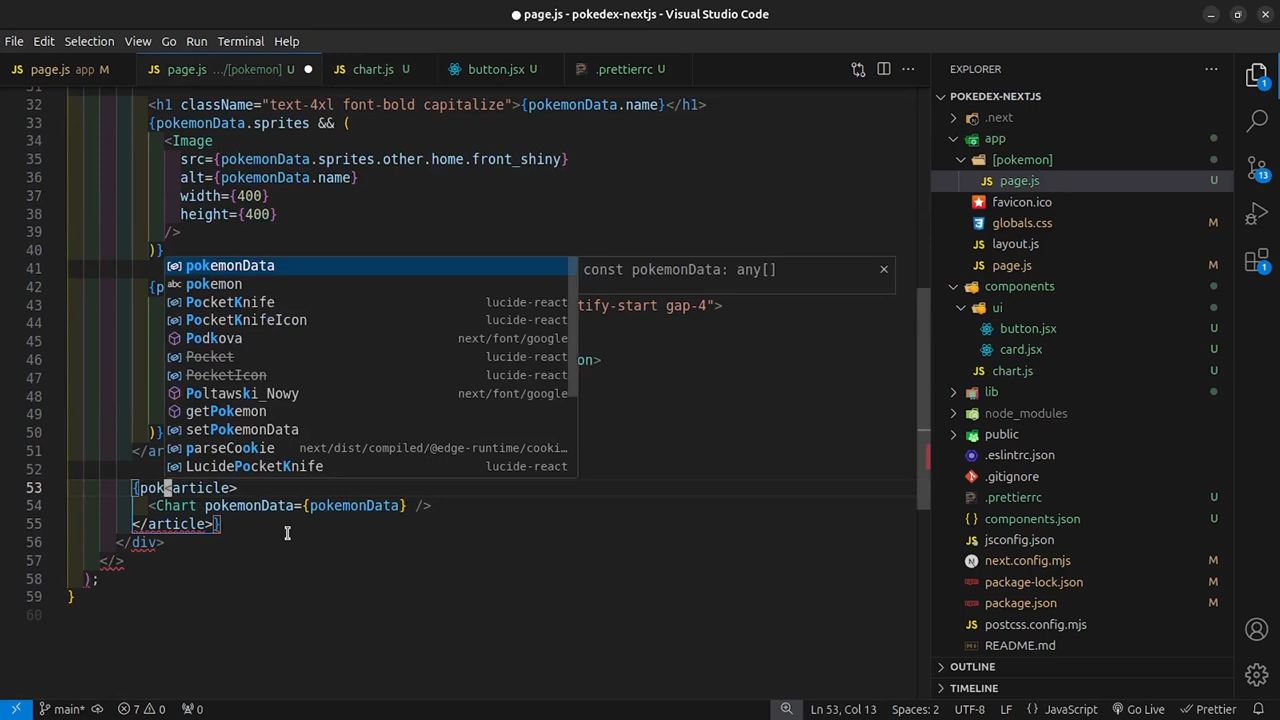 page.js - pokedex-nextjs - Visual Studio Code
File Edit Selection View Go Run Terminal Help
JS page.js app M
JS page.js .../[pokemon] U
JS chart.js U
button.jsx U
.prettierrc U
EXPLORER
31
32 <h1 className="text-4xl font-bold capitalize">{pokemonData.name}</h1>
33 {pokemonData.sprites && (
34 <Image
35 src={pokemonData.sprites.other.home.front_shiny}
36 alt={pokemonData.name}
37 width={400}
38 height={400}
39 />
40 )}
41
42 {p
43 tify-start gap-4">
44
45
46 on>
47
48
49
50 )}
51 </ar
52
53 {pok<article>
54 <Chart pokemonData={pokemonData} />
55 </article>}
56 </div>
57 </>
58 );
59 }
60
pokemonData
pokemon
PocketKnife lucide-react
PocketKnifeIcon lucide-react
Podkova next/font/google
Pocket lucide-react
PocketIcon lucide-react
Poltawski_Nowy next/font/google
getPokemon
setPokemonData
parseCookie next/dist/compiled/@edge-runtime/cooki…
LucidePocketKnife lucide-react
const pokemonData: any[]
POKEDEX-NEXTJS
.next
app
[pokemon]
JS page.js U
favicon.ico
globals.css M
JS layout.js
JS page.js M
components
ui
button.jsx U
card.jsx U
JS chart.js U
lib
node_modules
public
.eslintrc.json
.gitignore
.prettierrc U
components.json U
jsconfig.json
next.config.mjs
package-lock.json M
package.json M
postcss.config.mjs
README.md
OUTLINE
TIMELINE
1
13
1
main* 7 0 0
Ln 53, Col 13 Spaces: 2 UTF-8 LF JavaScript Go Live Prettier